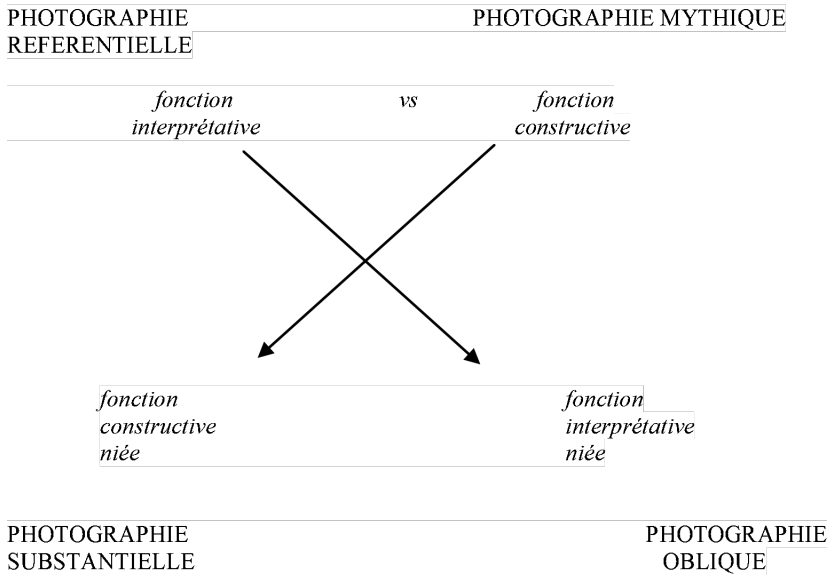 PHOTOGRAPHIE PHOTOGRAPHIE MYTHIQUE
REFERENTIELLE
fonction vs fonction
interprétative constructive
fonction fonction
constructive interprétative
niée niée
PHOTOGRAPHIE PHOTOGRAPHIE
SUBSTANTIELLE OBLIQUE